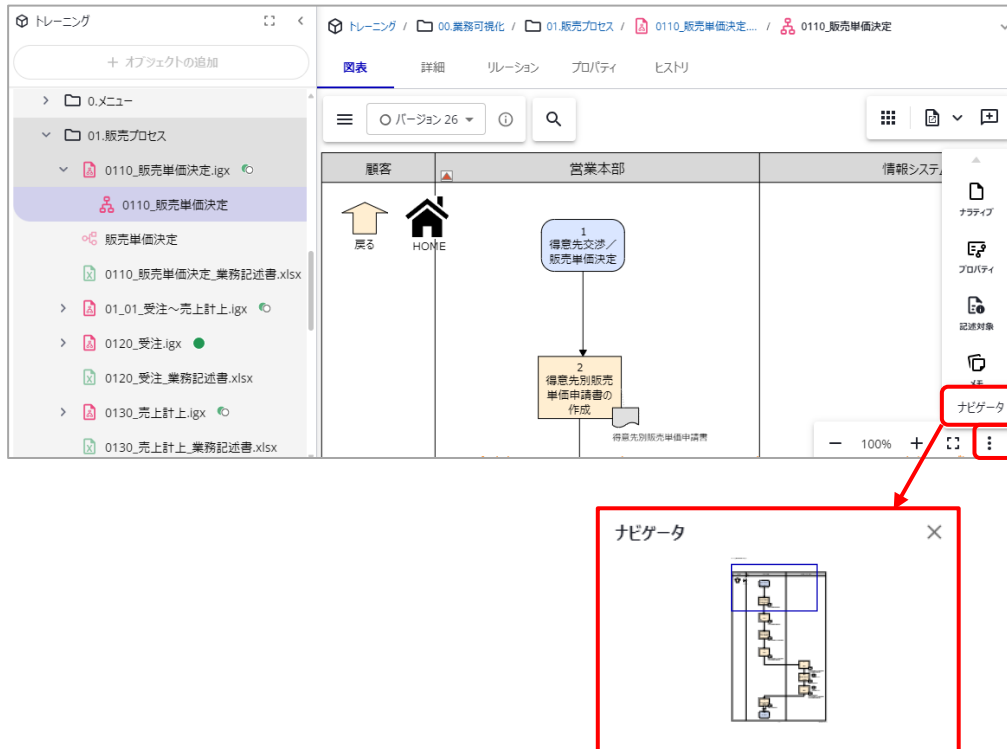 トレーニング
トレーニング / 00.業務可視化 / 01.販売プロセス / 0110_販売単価決定.... / 0110_販売単価決定
+ オブジェクトの追加
図表 詳細 リレーション プロパティ ヒストリ
0.メニュー
01.販売プロセス
0110_販売単価決定.igx
0110_販売単価決定
販売単価決定
0110_販売単価決定_業務記述書.xlsx
01_01_受注～売上計上.igx
0120_受注.igx
0120_受注_業務記述書.xlsx
0130_売上計上.igx
0130_売上計上_業務記述書.xlsx
バージョン 26
顧客 営業本部 情報システム
戻る HOME
1
得意先交渉／
販売単価決定
2
得意先別販売
単価申請書の
作成
得意先別販売単価申請書
ナラティブ
プロパティ
記述対象
メモ
ナビゲータ
100%
ナビゲータ